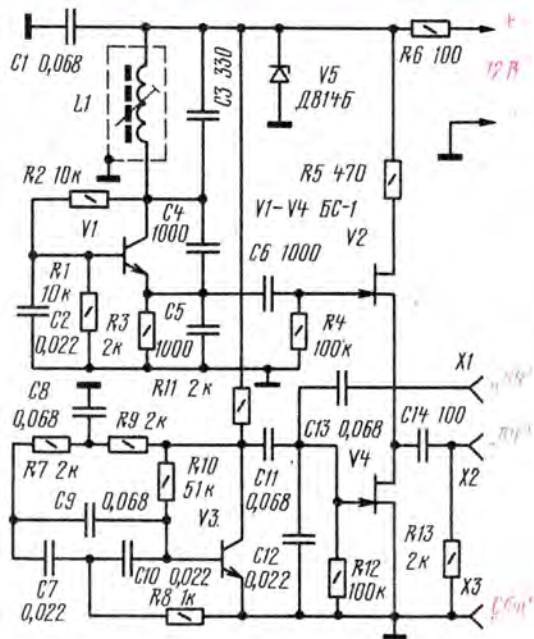 C1 0,068
L1
C3 330
V5
Д814Б
R6 100
+
12 В
R2 10к
V1
C4
1000
V1-V4 БС-1
R5 470
V2
C6 1000
R1
10к
C2
0,022
R3
2к
C5
1000
R4
100к
R11 2к
X1
C8
0,068
R9 2к
C13 0,068
C14 100
R7 2к
R10
51к
C11
0,068
V4
X2
C9
0,068
V3
C7
0,022
C10 0,022
C12
0,022
R8 1к
R12
100к
R13
2к
X3